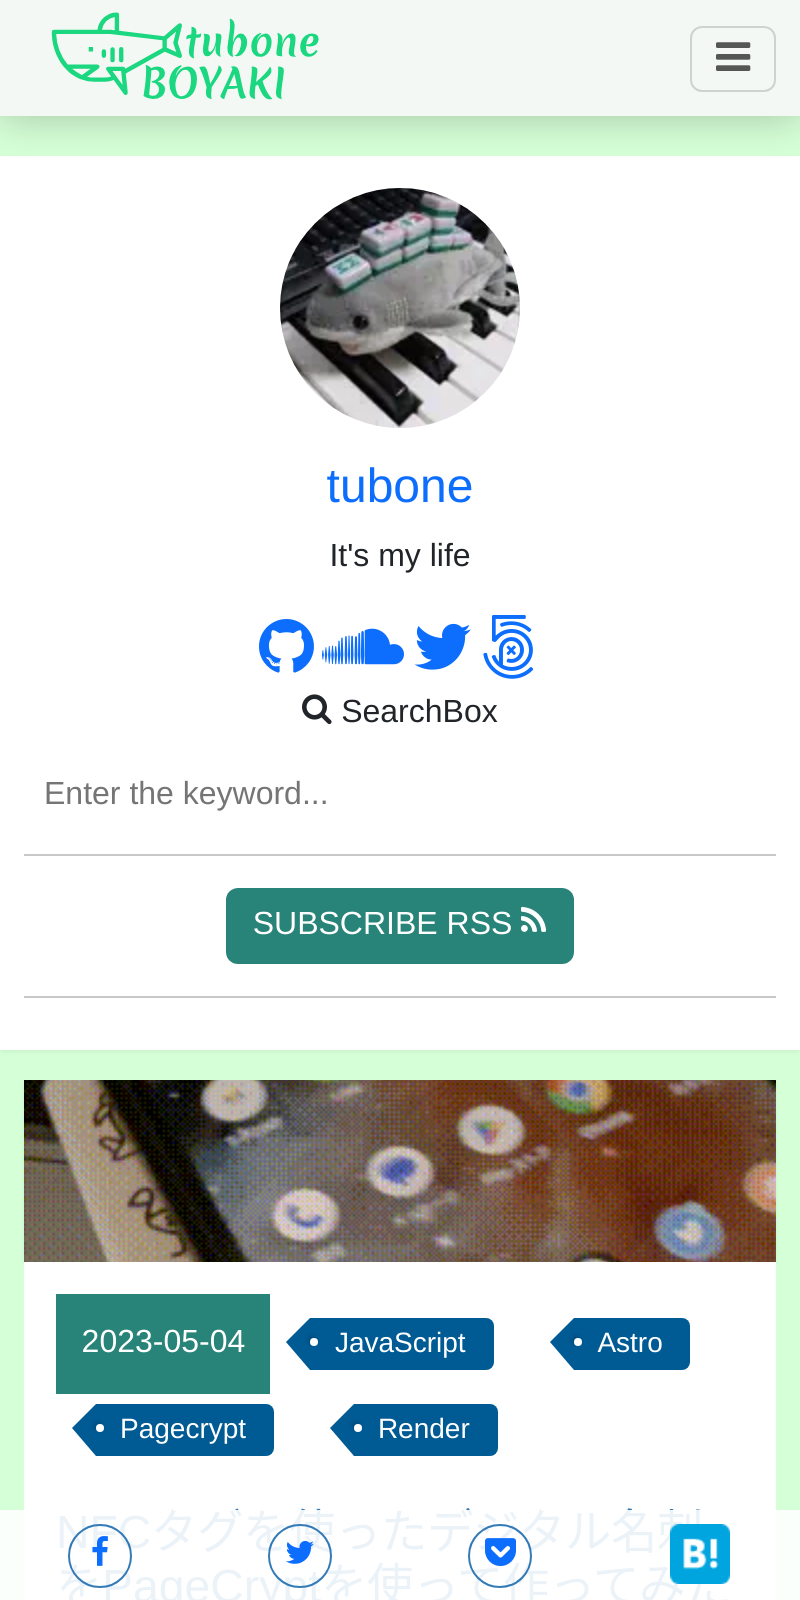 tubone
BOYAKI
tubone
It's my life
SearchBox
Enter the keyword...
SUBSCRIBE RSS
2023-05-04
JavaScript
Astro
Pagecrypt
Render
NFCタグを使ったデジタル名刺
をPageCryptを使って作ってみた
B!